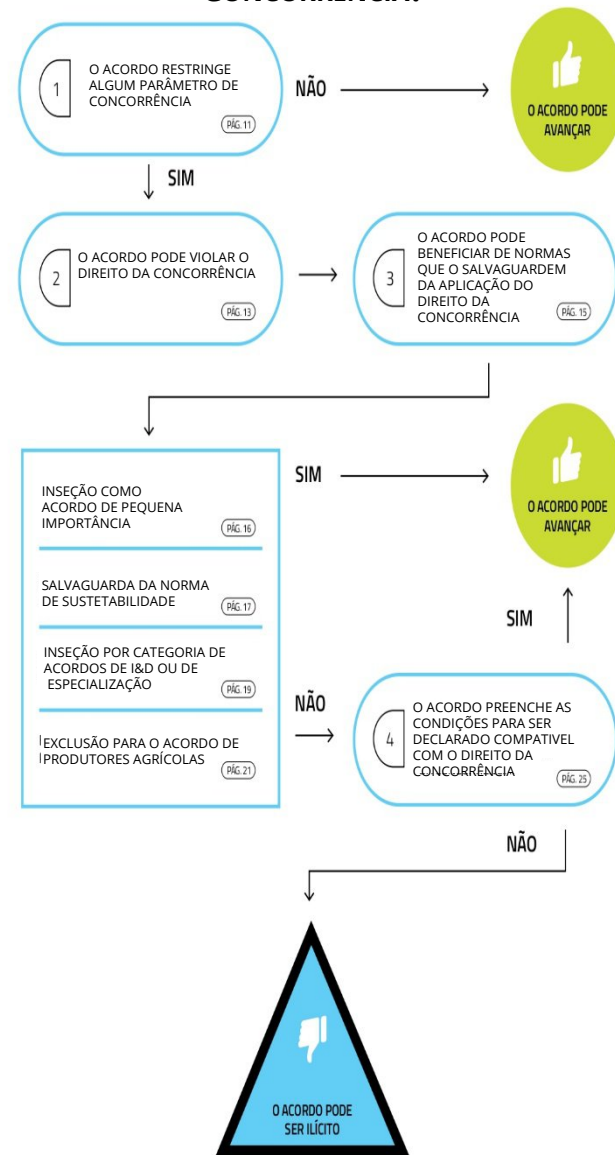 CONCORRÊNCIA?
1
O ACORDO RESTRINGE
ALGUM PARÂMETRO DE
CONCORRÊNCIA
PÁG. 11
NÃO
O ACORDO PODE
AVANÇAR
SIM
2
O ACORDO PODE VIOLAR O
DIREITO DA CONCORRÊNCIA
PÁG. 13
3
O ACORDO PODE
BENEFICIAR DE NORMAS
QUE O SALVAGUARDEM
DA APLICAÇÃO DO
DIREITO DA
CONCORRÊNCIA
PÁG. 15
INSEÇÃO COMO
ACORDO DE PEQUENA
IMPORTÂNCIA
PÁG. 16
SALVAGUARDA DA NORMA
DE SUSTETABILIDADE
PÁG. 17
INSEÇÃO POR CATEGORIA DE
ACORDOS DE I&D OU DE
ESPECIALIZAÇÃO
PÁG. 19
EXCLUSÃO PARA O ACORDO DE
PRODUTORES AGRÍCOLAS
PÁG. 21
SIM
O ACORDO PODE
AVANÇAR
SIM
NÃO
4
O ACORDO PREENCHE AS
CONDIÇÕES PARA SER
DECLARADO COMPATIVEL
COM O DIREITO DA
CONCORRÊNCIA
PÁG. 25
NÃO
O ACORDO PODE
SER ILÍCITO